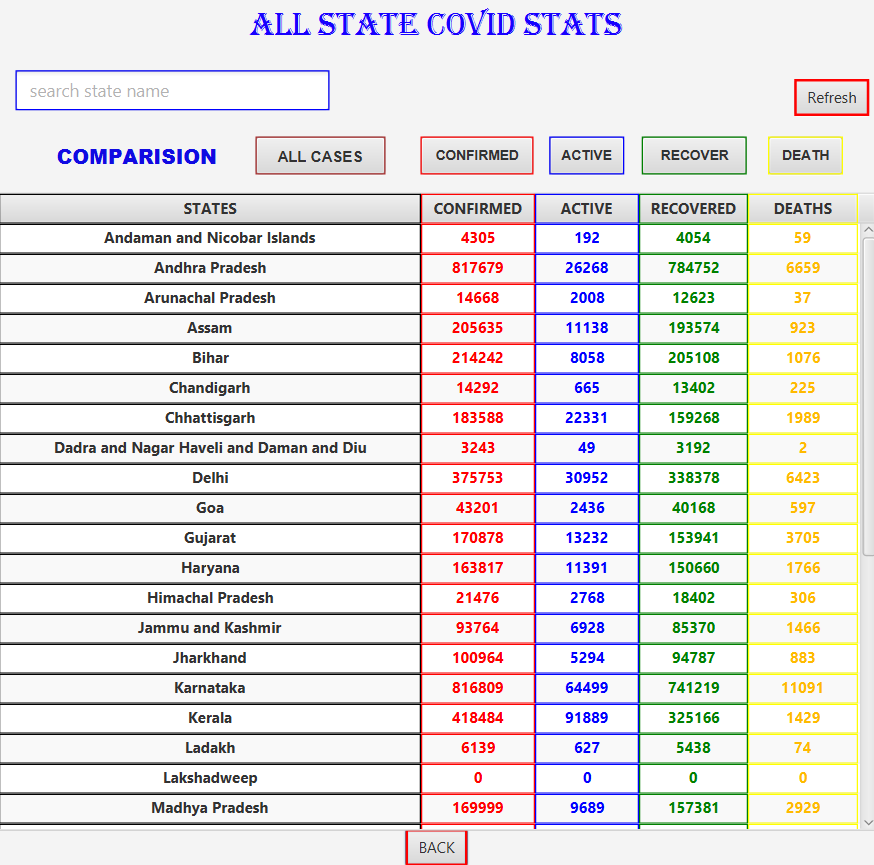 ALL STATE COVID STATS
search state name
Refresh
COMPARISION ALL CASES CONFIRMED ACTIVE RECOVER DEATH
STATES CONFIRMED ACTIVE RECOVERED DEATHS
Andaman and Nicobar Islands 4305 192 4054 59
Andhra Pradesh 817679 26268 784752 6659
Arunachal Pradesh 14668 2008 12623 37
Assam 205635 11138 193574 923
Bihar 214242 8058 205108 1076
Chandigarh 14292 665 13402 225
Chhattisgarh 183588 22331 159268 1989
Dadra and Nagar Haveli and Daman and Diu 3243 49 3192 2
Delhi 375753 30952 338378 6423
Goa 43201 2436 40168 597
Gujarat 170878 13232 153941 3705
Haryana 163817 11391 150660 1766
Himachal Pradesh 21476 2768 18402 306
Jammu and Kashmir 93764 6928 85370 1466
Jharkhand 100964 5294 94787 883
Karnataka 816809 64499 741219 11091
Kerala 418484 91889 325166 1429
Ladakh 6139 627 5438 74
Lakshadweep 0 0 0 0
Madhya Pradesh 169999 9689 157381 2929
BACK